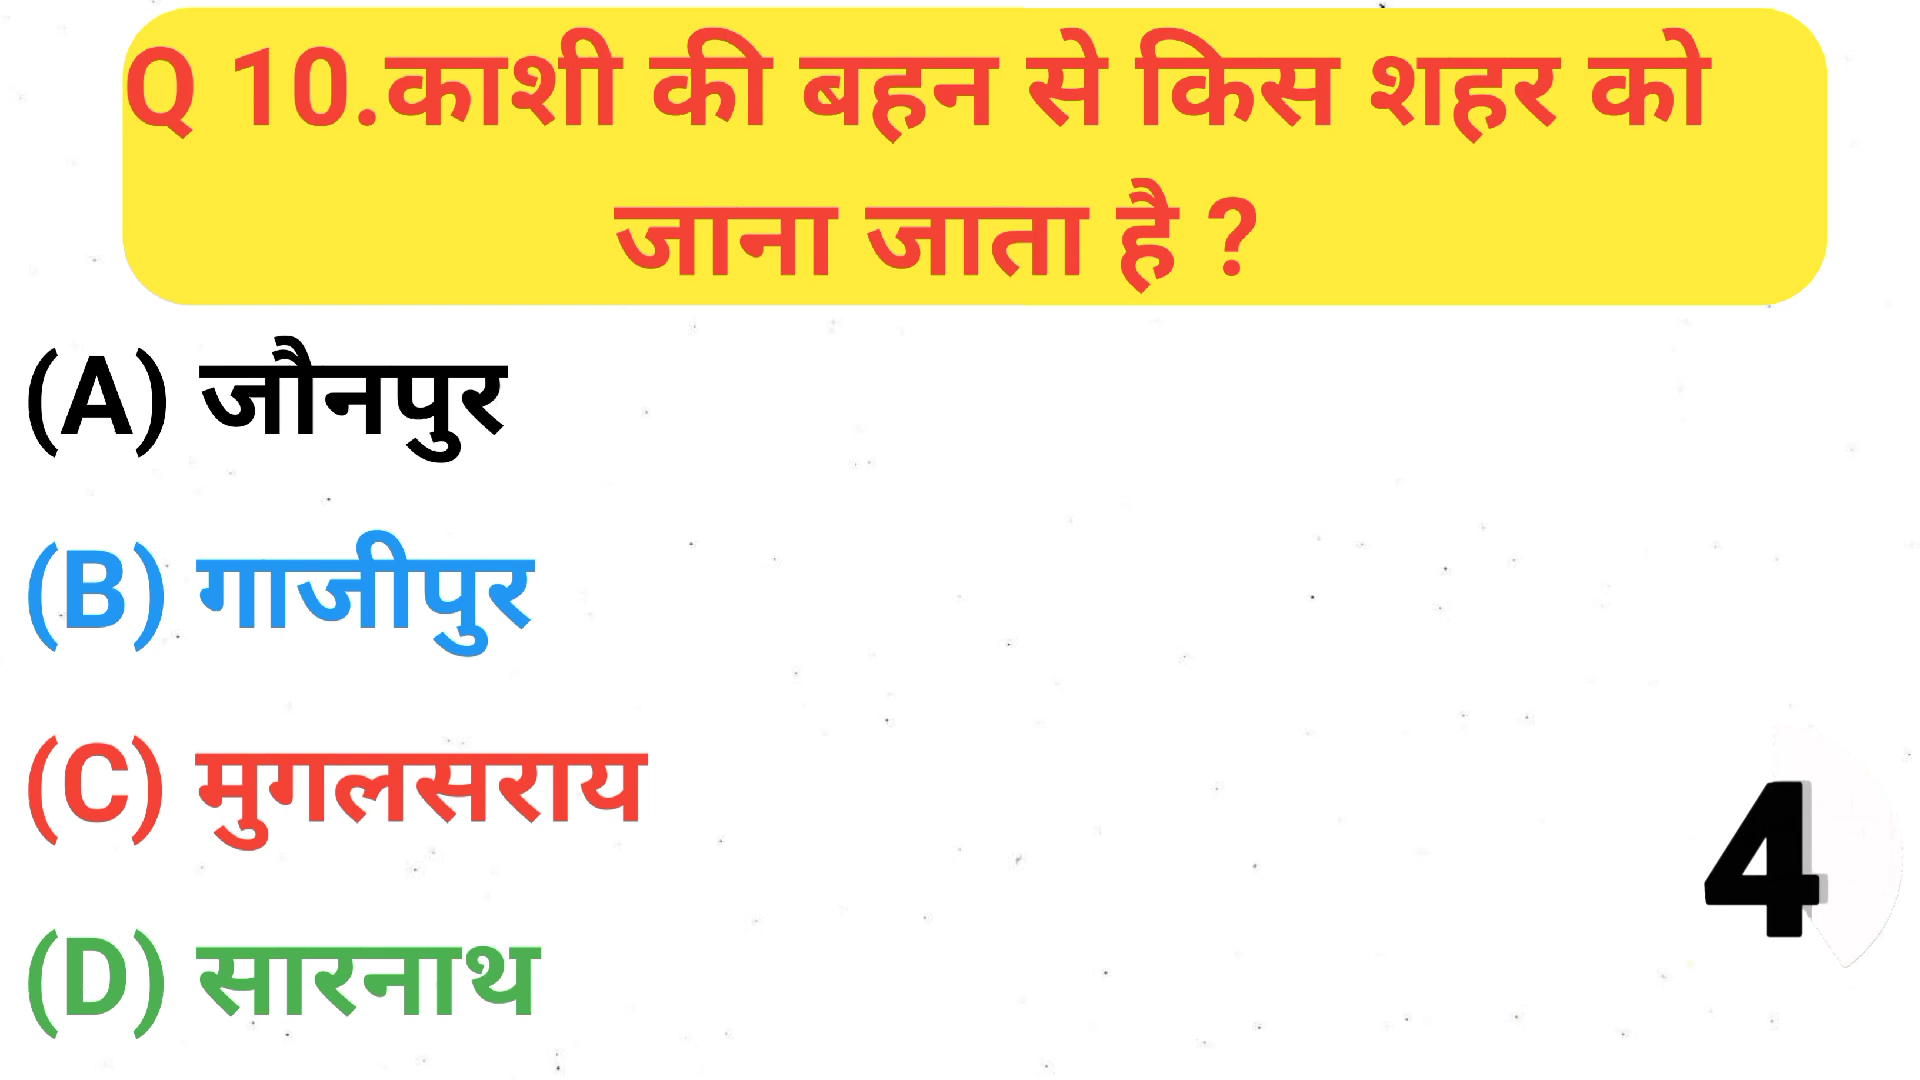 Q 10.काशी की बहन से किस शहर को
जाना जाता है ?
(A) जौनपुर
(B) गाजीपुर
(C) मुगलसराय
(D) सारनाथ
4